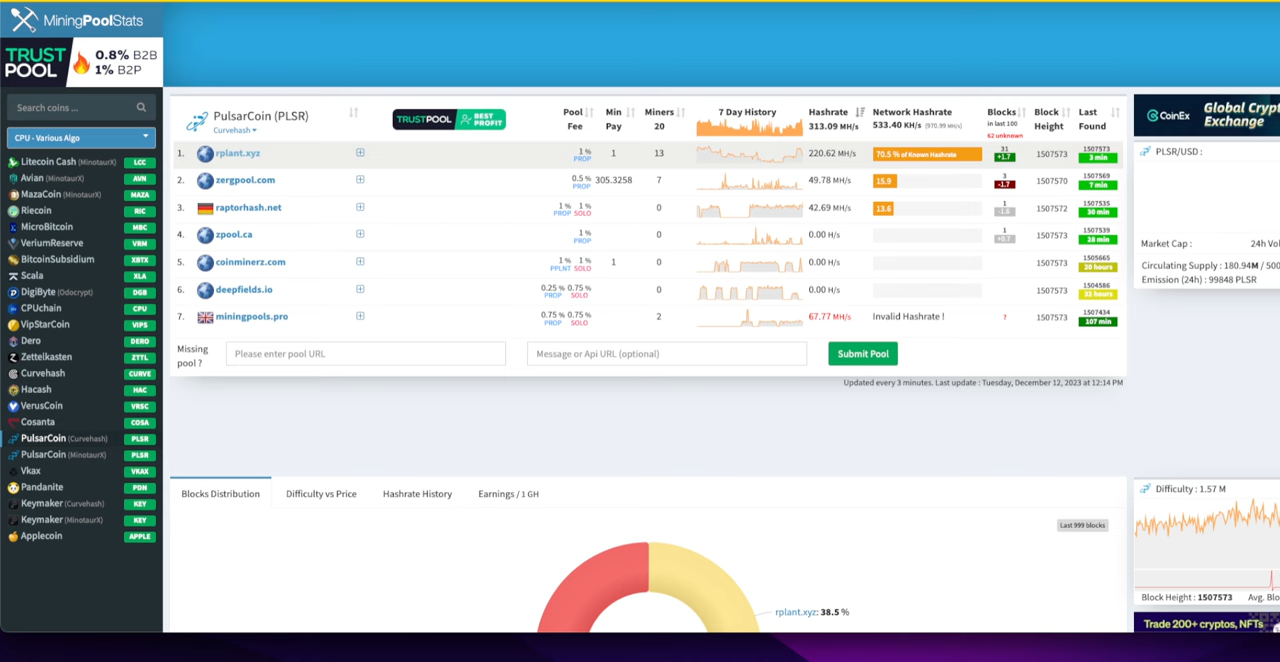 MiningPoolStats
TRUST POOL 0.8% B2B
1% B2P
Search coins ...
CPU - Various Algo
Litecoin Cash (MinotaurX) LCC
Avian (MinotaurX) AVN
MazaCoin (MinotaurX) MAZA
Riecoin RIC
MicroBitcoin MBC
VeriumReserve VRM
BitcoinSubsidium XBTX
Scala XLA
DigiByte (Odocrypt) DGB
CPUchain CPU
VipStarCoin VIPS
Dero DERO
Zettelkasten ZTTL
Curvehash CURVE
Hacash HAC
VerusCoin VRSC
Cosanta COSA
PulsarCoin (Curvehash) PLSR
PulsarCoin (MinotaurX) PLSR
Vkax VKAX
Pandanite PDN
Keymaker (Curvehash) KEY
Keymaker (MinotaurX) KEY
Applecoin APPLE
PulsarCoin (PLSR)
Curvehash
TRUSTPOOL BEST PROFIT
Pool Fee
Min Pay
Miners 20
7 Day History
Hashrate 313.09 MH/s
Network Hashrate 533.40 KH/s (970.99 MH/s)
Blocks in last 100 62 unknown
Block Height
Last Found
1. rplant.xyz 1 % PROP 1 13 220.62 MH/s 70.5 % of Known Hashrate 31 +1.7 1507573 1507573 3 min
2. zergpool.com 0.5 % PROP 305.3258 7 49.78 MH/s 15.9 3 -1.7 1507570 1507569 7 min
3. raptorhash.net 1 % PROP 1 % SOLO 0 42.69 MH/s 13.6 1 -1.6 1507572 1507535 30 min
4. zpool.ca 1 % PROP 0 0.00 H/s 1 +0.7 1507573 1507539 28 min
5. coinminerz.com 1 % PPLNT 1 % SOLO 1 0 0.00 H/s 1507573 1505665 20 hours
6. deepfields.io 0.25 % PROP 0.75 % SOLO 0 0.00 H/s 1507573 1504586 32 hours
7. miningpools.pro 0.75 % PROP 0.75 % SOLO 2 67.77 MH/s Invalid Hashrate ! ? 1507573 1507434 107 min
Missing pool ?
Please enter pool URL
Message or Api URL (optional)
Submit Pool
Updated every 3 minutes. Last update : Tuesday, December 12, 2023 at 12:14 PM
Blocks Distribution
Difficulty vs Price
Hashrate History
Earnings / 1 GH
Last 999 blocks
rplant.xyz: 38.5 %
CoinEx Global Cryp
Exchange
PLSR/USD :
Market Cap : 24h Vol
Circulating Supply : 180.94M / 500
Emission (24h) : 99848 PLSR
Difficulty : 1.57 M
Block Height : 1507573 Avg. Blo
Trade 200+ cryptos, NFTs